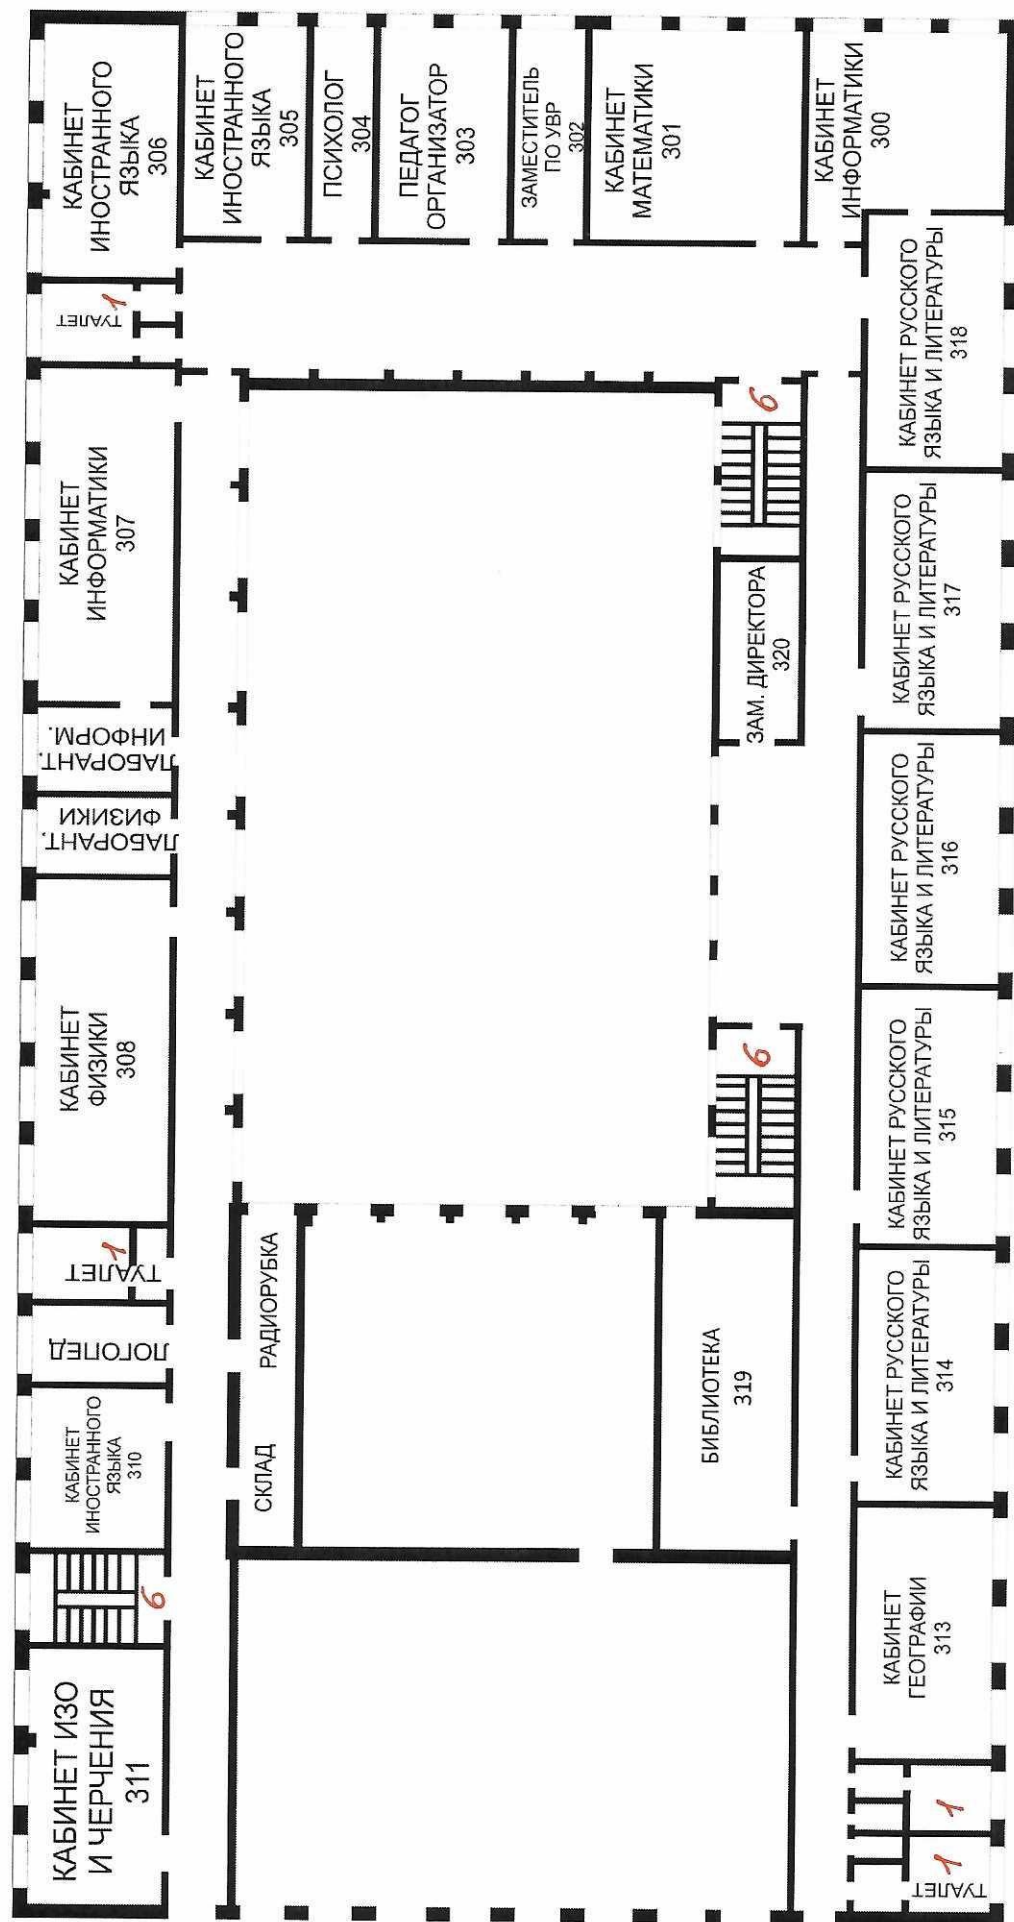 КАБИНЕТ
ИНОСТРАННОГО
ЯЗЫКА
306
КАБИНЕТ
ИНОСТРАННОГО
ЯЗЫКА
305
ПСИХОЛОГ
304
ПЕДАГОГ
ОРГАНИЗАТОР
303
ЗАМЕСТИТЕЛЬ
ПО УВР
302
КАБИНЕТ
МАТЕМАТИКИ
301
КАБИНЕТ
ИНФОРМАТИКИ
300
ТУАЛЕТ
1
КАБИНЕТ
ИНФОРМАТИКИ
307
ЛАБОРАНТ.
ИНФОРМ.
ЛАБОРАНТ.
ФИЗИКИ
КАБИНЕТ
ФИЗИКИ
308
ТУАЛЕТ
1
ЛОГОПЕД
КАБИНЕТ
ИНОСТРАННОГО
ЯЗЫКА
310
6
КАБИНЕТ ИЗО
И ЧЕРЧЕНИЯ
311
РАДИОРУБКА
СКЛАД
6
ЗАМ. ДИРЕКТОРА
320
6
БИБЛИОТЕКА
319
КАБИНЕТ РУССКОГО
ЯЗЫКА И ЛИТЕРАТУРЫ
318
КАБИНЕТ РУССКОГО
ЯЗЫКА И ЛИТЕРАТУРЫ
317
КАБИНЕТ РУССКОГО
ЯЗЫКА И ЛИТЕРАТУРЫ
316
КАБИНЕТ РУССКОГО
ЯЗЫКА И ЛИТЕРАТУРЫ
315
КАБИНЕТ РУССКОГО
ЯЗЫКА И ЛИТЕРАТУРЫ
314
КАБИНЕТ
ГЕОГРАФИИ
313
1
1
ТУАЛЕТ